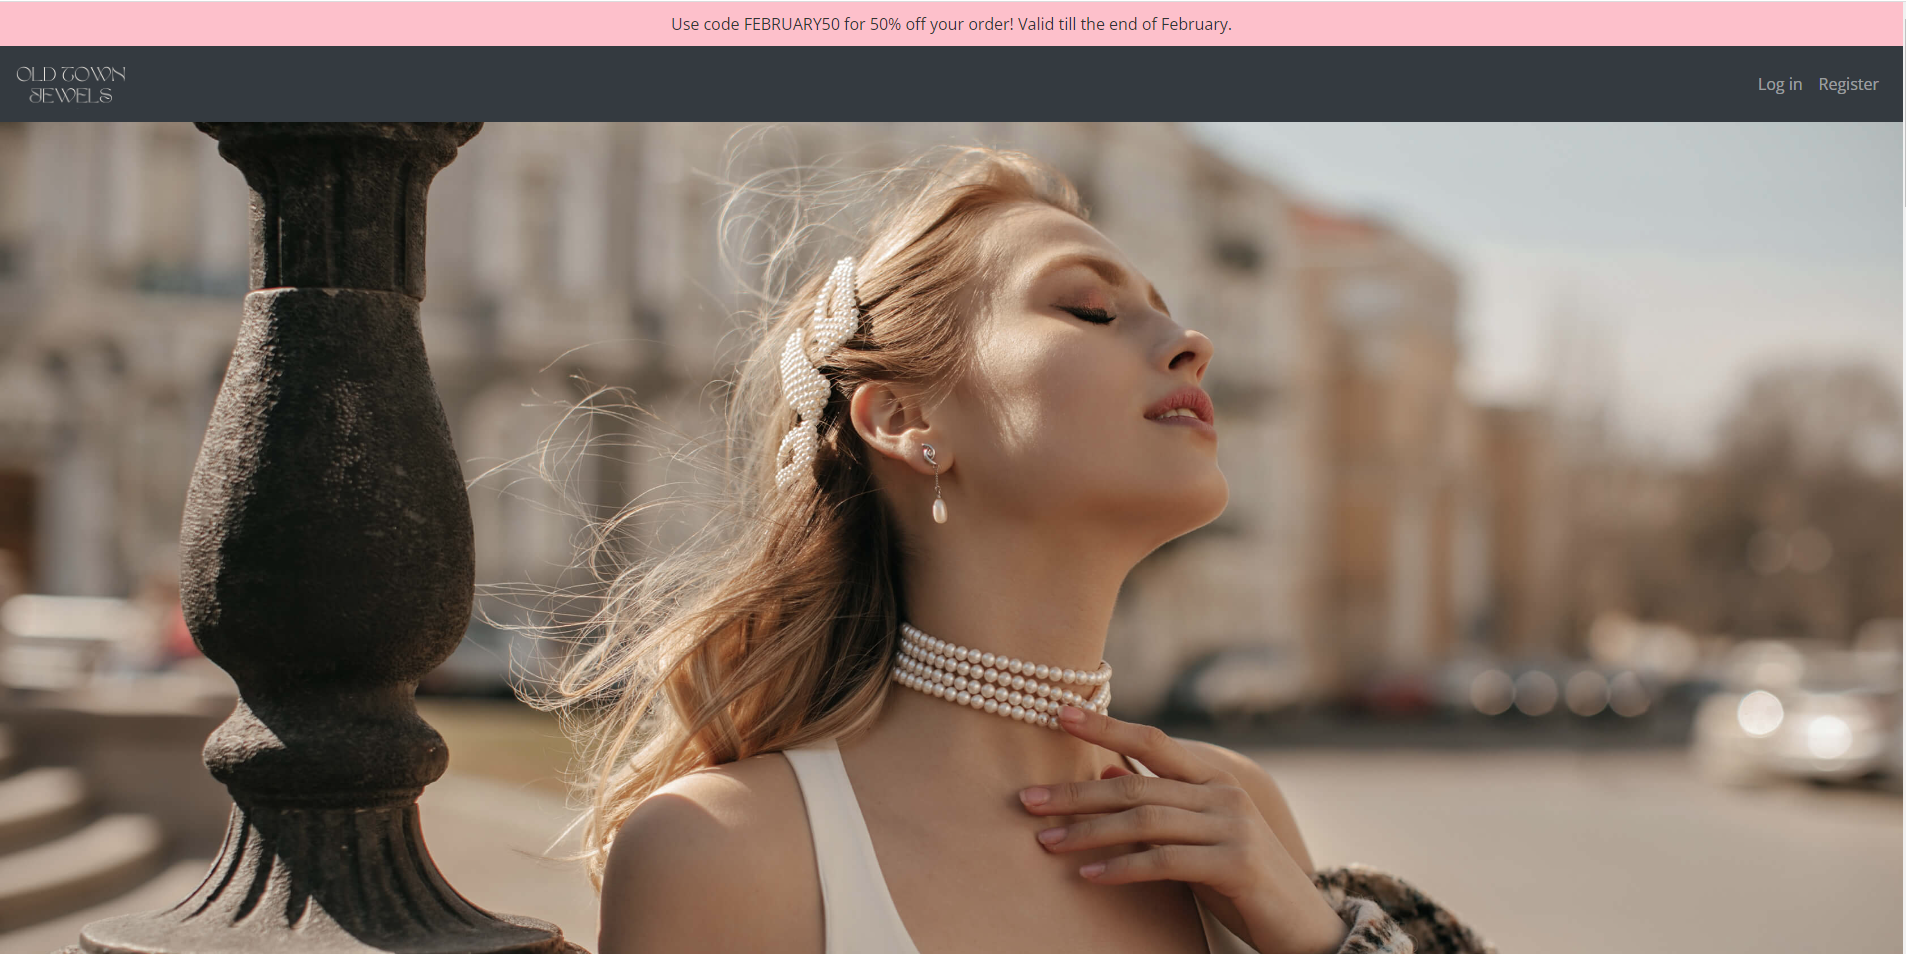 Use code FEBRUARY50 for 50% off your order! Valid till the end of February.
OLD TOWN
JEWELS
Log in Register